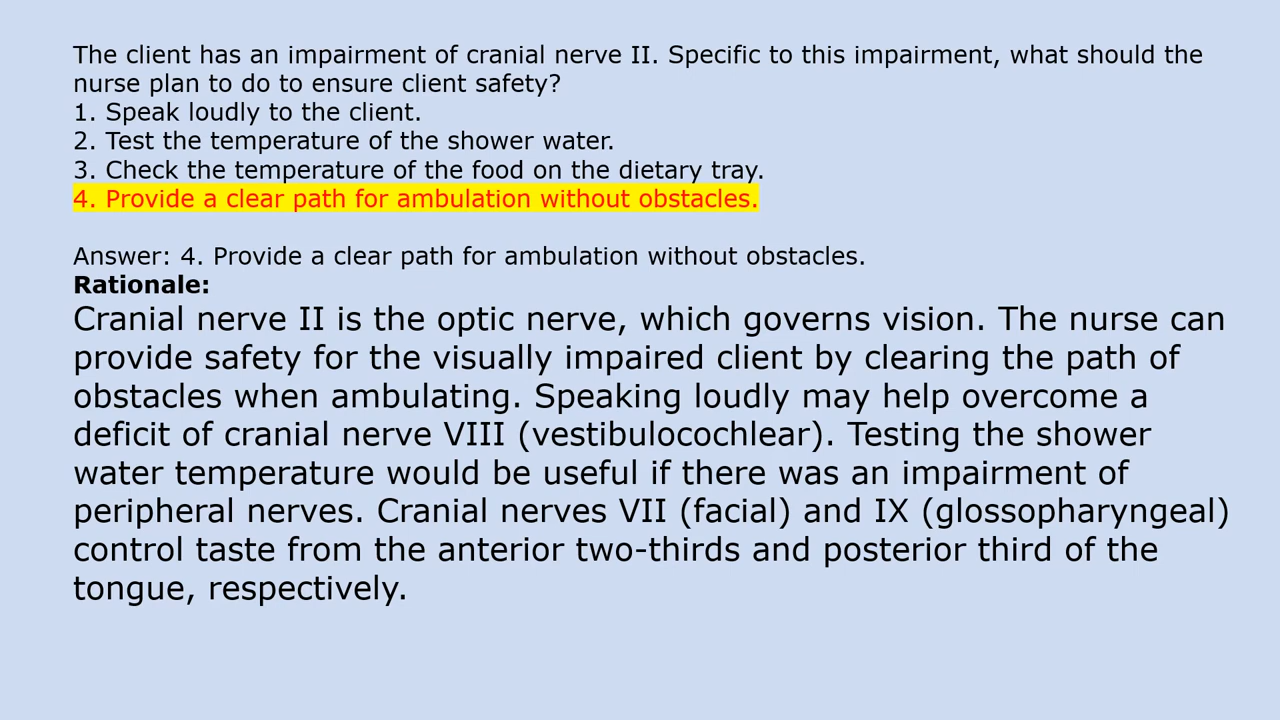 The client has an impairment of cranial nerve II. Specific to this impairment, what should the
nurse plan to do to ensure client safety?
1. Speak loudly to the client.
2. Test the temperature of the shower water.
3. Check the temperature of the food on the dietary tray.
4. Provide a clear path for ambulation without obstacles.
Answer: 4. Provide a clear path for ambulation without obstacles.
Rationale:
Cranial nerve II is the optic nerve, which governs vision. The nurse can
provide safety for the visually impaired client by clearing the path of
obstacles when ambulating. Speaking loudly may help overcome a
deficit of cranial nerve VIII (vestibulocochlear). Testing the shower
water temperature would be useful if there was an impairment of
peripheral nerves. Cranial nerves VII (facial) and IX (glossopharyngeal)
control taste from the anterior two-thirds and posterior third of the
tongue, respectively.